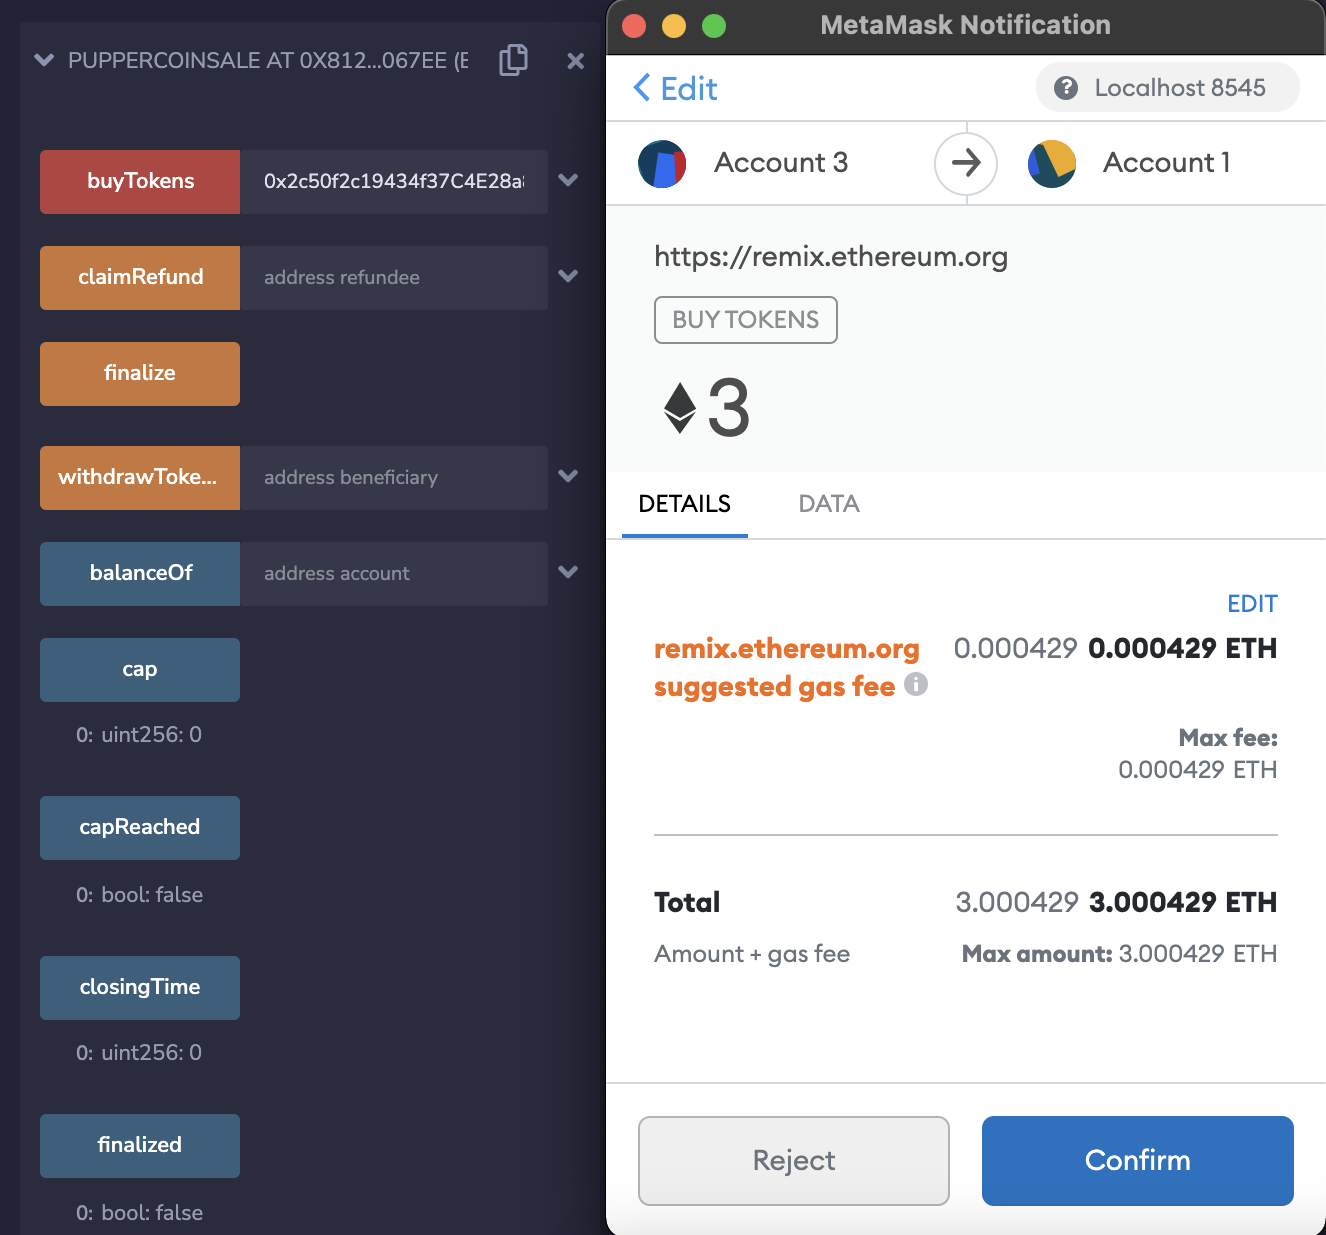 PUPPERCOINSALE AT 0X812...067EE (E
buyTokens
0x2c50f2c19434f37C4E28a
claimRefund
address refundee
finalize
withdrawToke...
address beneficiary
balanceOf
address account
cap
0: uint256: 0
capReached
0: bool: false
closingTime
0: uint256: 0
finalized
0: bool: false
MetaMask Notification
Edit
? Localhost 8545
Account 3
Account 1
https://remix.ethereum.org
BUY TOKENS
3
DETAILS
DATA
EDIT
remix.ethereum.org
suggested gas fee
0.000429 0.000429 ETH
Max fee:
0.000429 ETH
Total
3.000429 3.000429 ETH
Amount + gas fee
Max amount: 3.000429 ETH
Reject
Confirm